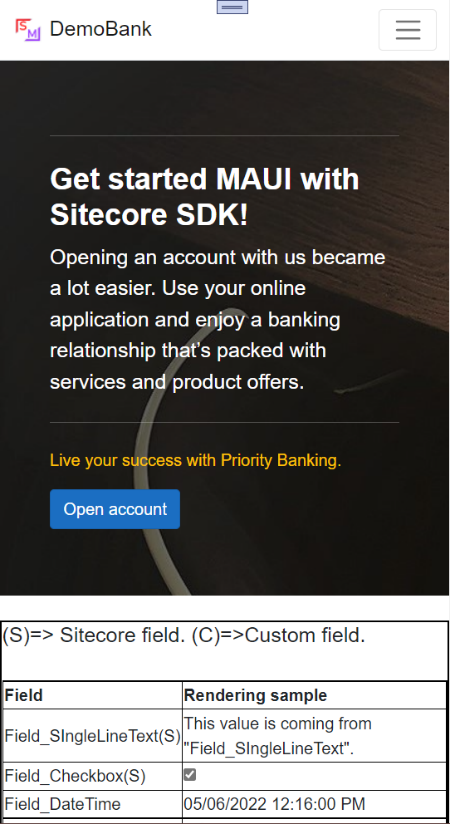 SM DemoBank
Get started MAUI with
Sitecore SDK!
Opening an account with us became
a lot easier. Use your online
application and enjoy a banking
relationship that's packed with
services and product offers.
Live your success with Priority Banking.
Open account
(S)=> Sitecore field. (C)=>Custom field.
Field Rendering sample
Field_SIngleLineText(S) This value is coming from
"Field_SIngleLineText".
Field_Checkbox(S)
Field_DateTime 05/06/2022 12:16:00 PM